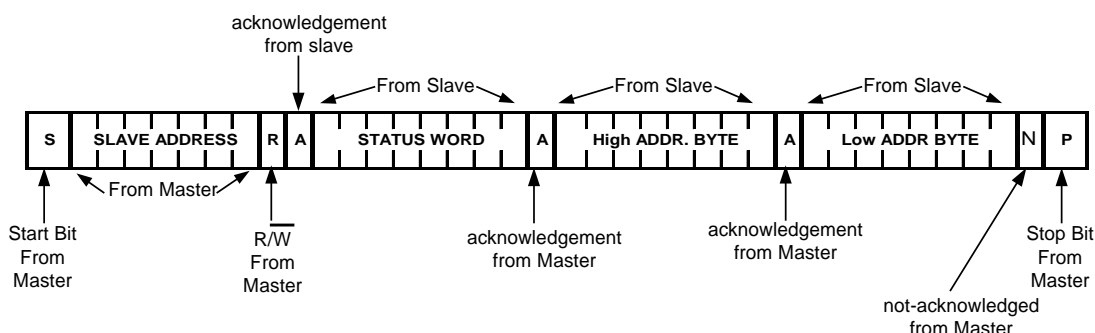 acknowledgement
from slave
From Slave
From Slave
From Slave
S SLAVE ADDRESS R A STATUS WORD A High ADDR. BYTE A Low ADDR BYTE N P
From Master
Start Bit
From
Master
R/W̅
From
Master
acknowledgement
from Master
acknowledgement
from Master
Stop Bit
From
Master
not-acknowledged
from Master